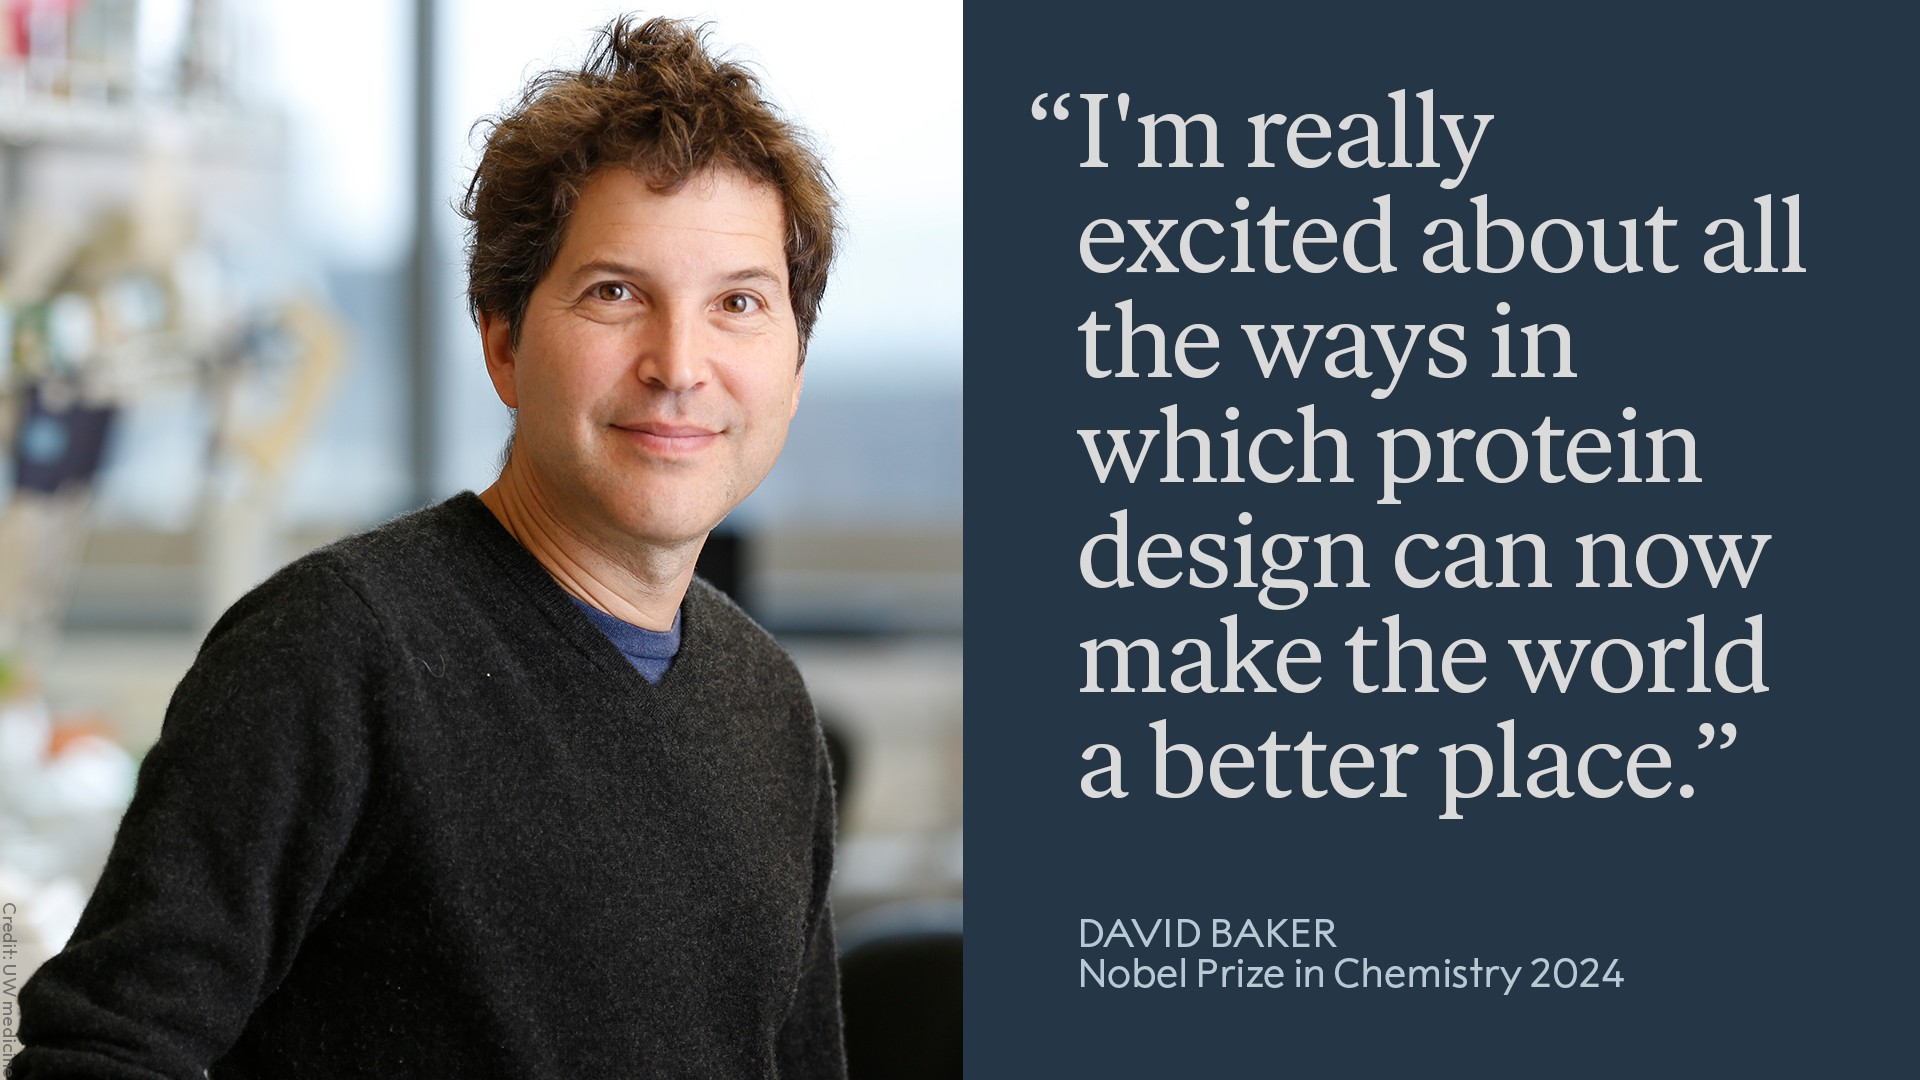 “I'm really
excited about all
the ways in
which protein
design can now
make the world
a better place.”
DAVID BAKER
Nobel Prize in Chemistry 2024
Credit: UW medicine